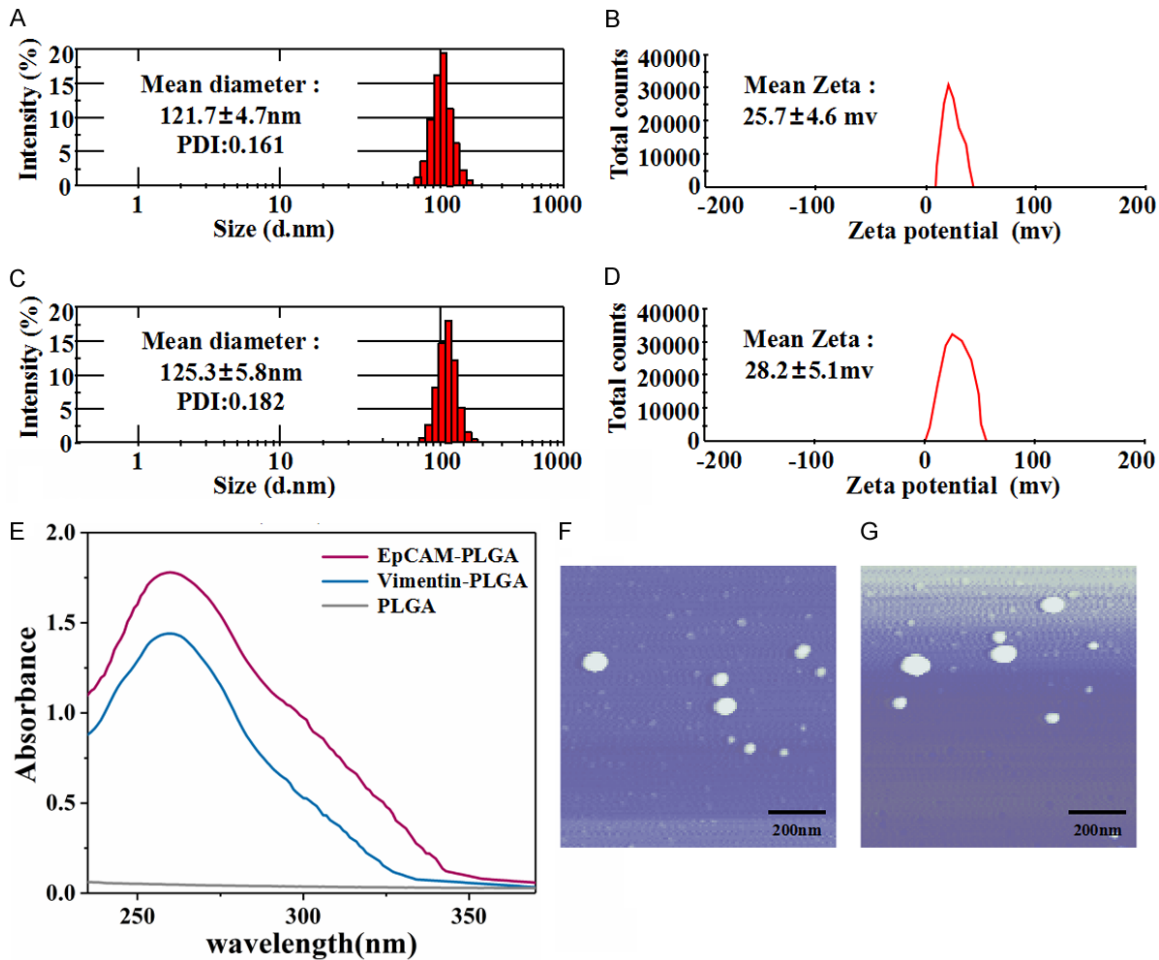 A
Intensity (%)
20
15
10
5
0
Mean diameter :
121.7±4.7nm
PDI:0.161
1
10
100
1000
Size (d.nm)
B
Total counts
40000
30000
20000
10000
0
Mean Zeta :
25.7±4.6 mv
-200
-100
0
100
200
Zeta potential (mv)
C
Intensity (%)
20
15
10
5
0
Mean diameter :
125.3±5.8nm
PDI:0.182
1
10
100
1000
Size (d.nm)
D
Total counts
40000
30000
20000
10000
0
Mean Zeta :
28.2±5.1mv
-200
-100
0
100
200
Zeta potential (mv)
E
Absorbance
2.0
1.5
1.0
0.5
0.0
EpCAM-PLGA
Vimentin-PLGA
PLGA
250
300
350
wavelength(nm)
F
200nm
G
200nm